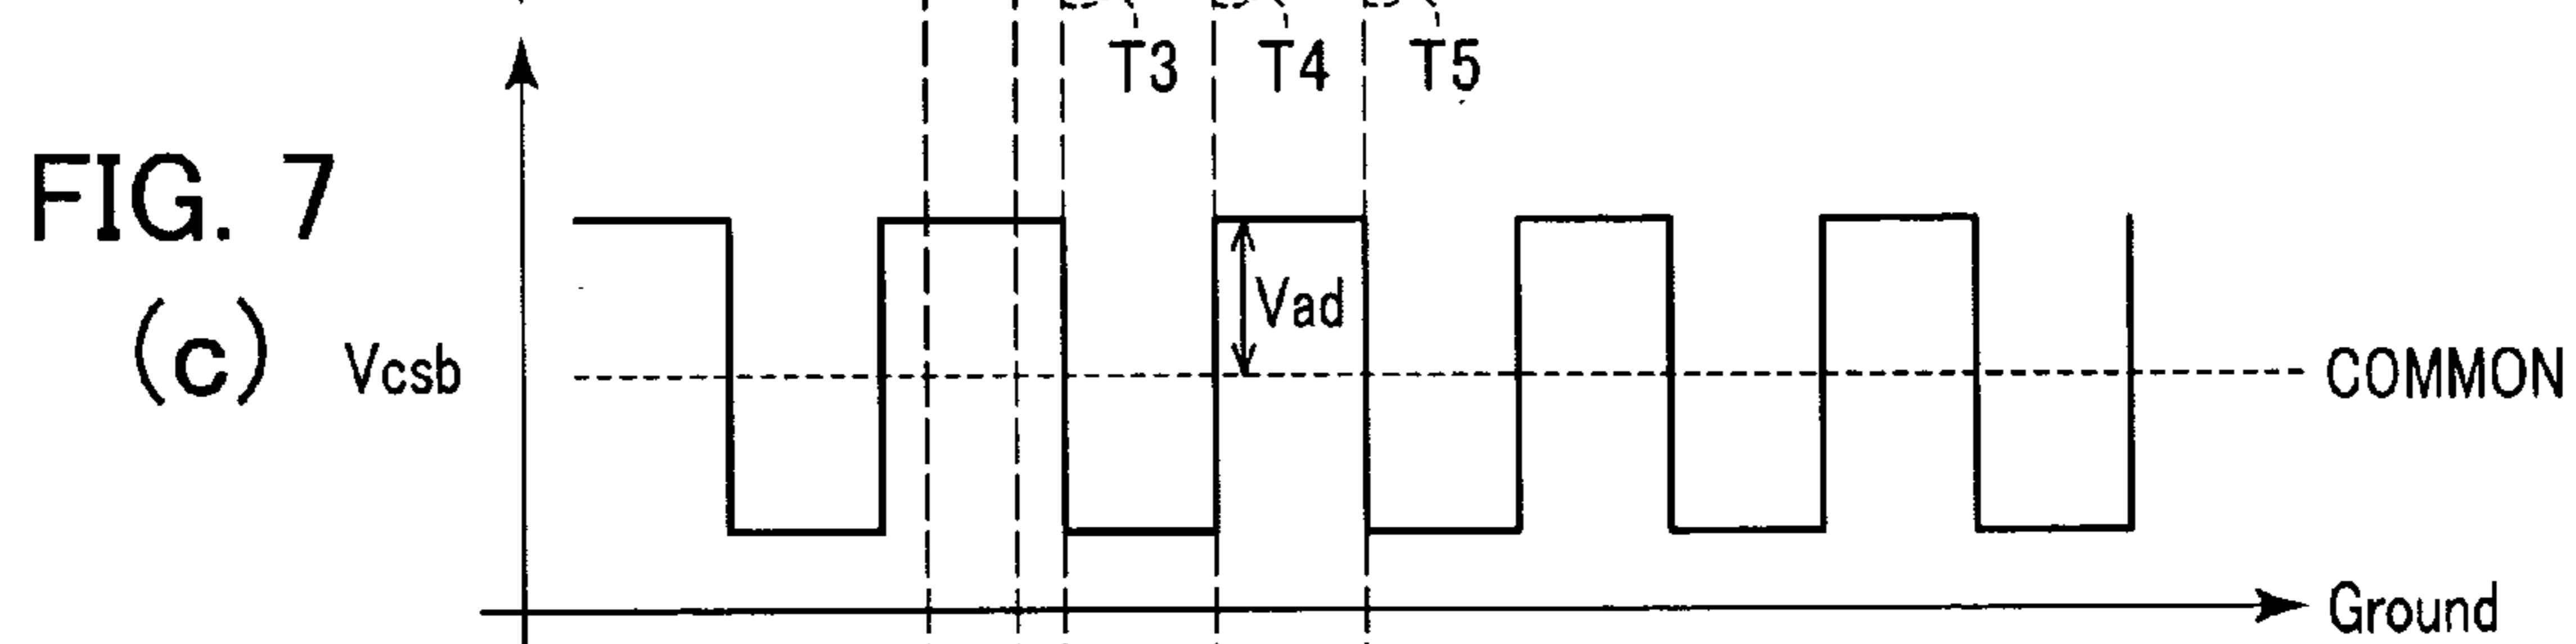 T3 T4 T5
FIG. 7
(c) Vcsb
Vad
COMMON
Ground